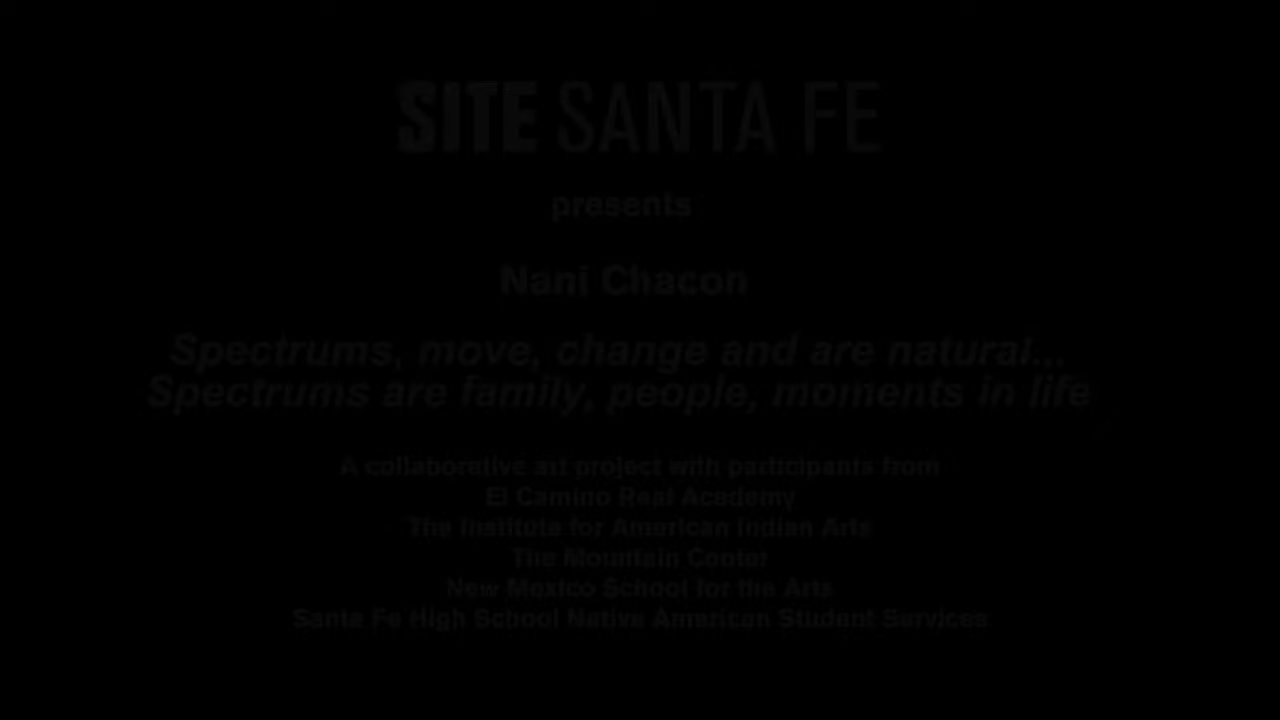 SITE SANTA FE
presents
Nani Chacon
Spectrums, move, change and are natural...
Spectrums are family, people, moments in life
A collaborative art project with participants from
El Camino Real Academy
The Institute for American Indian Arts
The Mountain Center
New Mexico School for the Arts
Santa Fe High School Native American Student Services